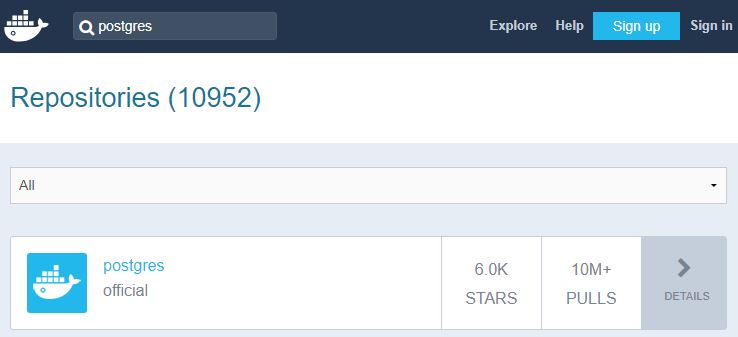 postgres
Explore
Help
Sign up
Sign in
Repositories (10952)
All
postgres
official
6.0K
STARS
10M+
PULLS
DETAILS